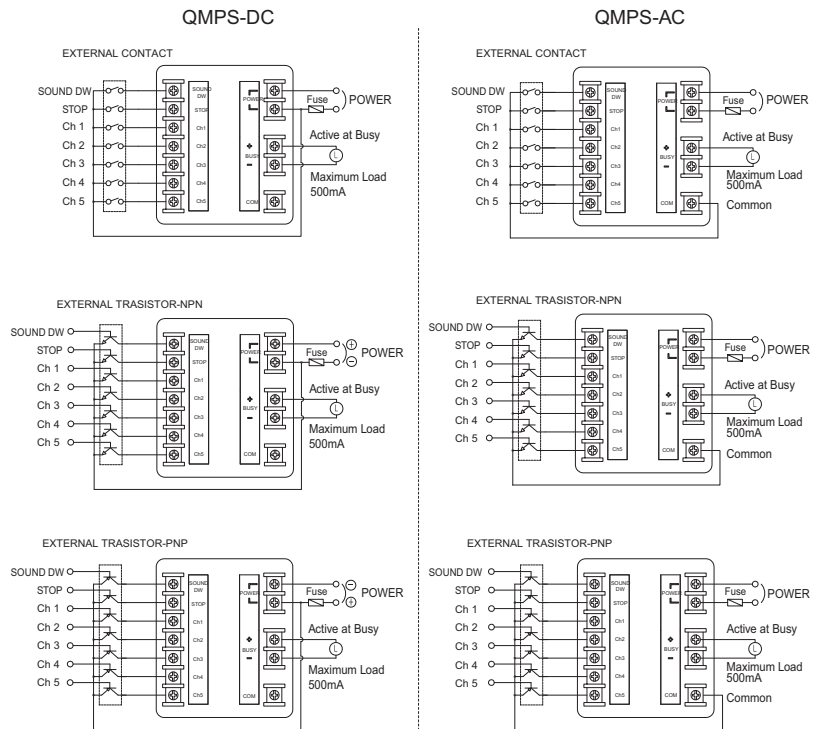 QMPS-DC
EXTERNAL CONTACT
SOUND DW
STOP
Ch 1
Ch 2
Ch 3
Ch 4
Ch 5
SOUND
DW
STOP
Ch1
Ch2
Ch3
Ch4
Ch5
POWER
+
BUSY
-
COM
Fuse
POWER
Active at Busy
L
Maximum Load
500mA
EXTERNAL TRASISTOR-NPN
SOUND DW
STOP
Ch 1
Ch 2
Ch 3
Ch 4
Ch 5
SOUND
DW
STOP
Ch1
Ch2
Ch3
Ch4
Ch5
POWER
+
BUSY
-
COM
+
-
Fuse
POWER
Active at Busy
L
Maximum Load
500mA
EXTERNAL TRASISTOR-PNP
SOUND DW
STOP
Ch 1
Ch 2
Ch 3
Ch 4
Ch 5
SOUND
DW
STOP
Ch1
Ch2
Ch3
Ch4
Ch5
POWER
+
BUSY
-
COM
-
+
Fuse
POWER
Active at Busy
L
Maximum Load
500mA
QMPS-AC
EXTERNAL CONTACT
SOUND DW
STOP
Ch 1
Ch 2
Ch 3
Ch 4
Ch 5
SOUND
DW
STOP
Ch1
Ch2
Ch3
Ch4
Ch5
POWER
+
BUSY
-
COM
Fuse
POWER
Active at Busy
L
Maximum Load
500mA
Common
EXTERNAL TRASISTOR-NPN
SOUND DW
STOP
Ch 1
Ch 2
Ch 3
Ch 4
Ch 5
SOUND
DW
STOP
Ch1
Ch2
Ch3
Ch4
Ch5
POWER
+
BUSY
-
COM
Fuse
POWER
Active at Busy
L
Maximum Load
500mA
Common
EXTERNAL TRASISTOR-PNP
SOUND DW
STOP
Ch 1
Ch 2
Ch 3
Ch 4
Ch 5
SOUND
DW
STOP
Ch1
Ch2
Ch3
Ch4
Ch5
POWER
+
BUSY
-
COM
Fuse
POWER
Active at Busy
L
Maximum Load
500mA
Common